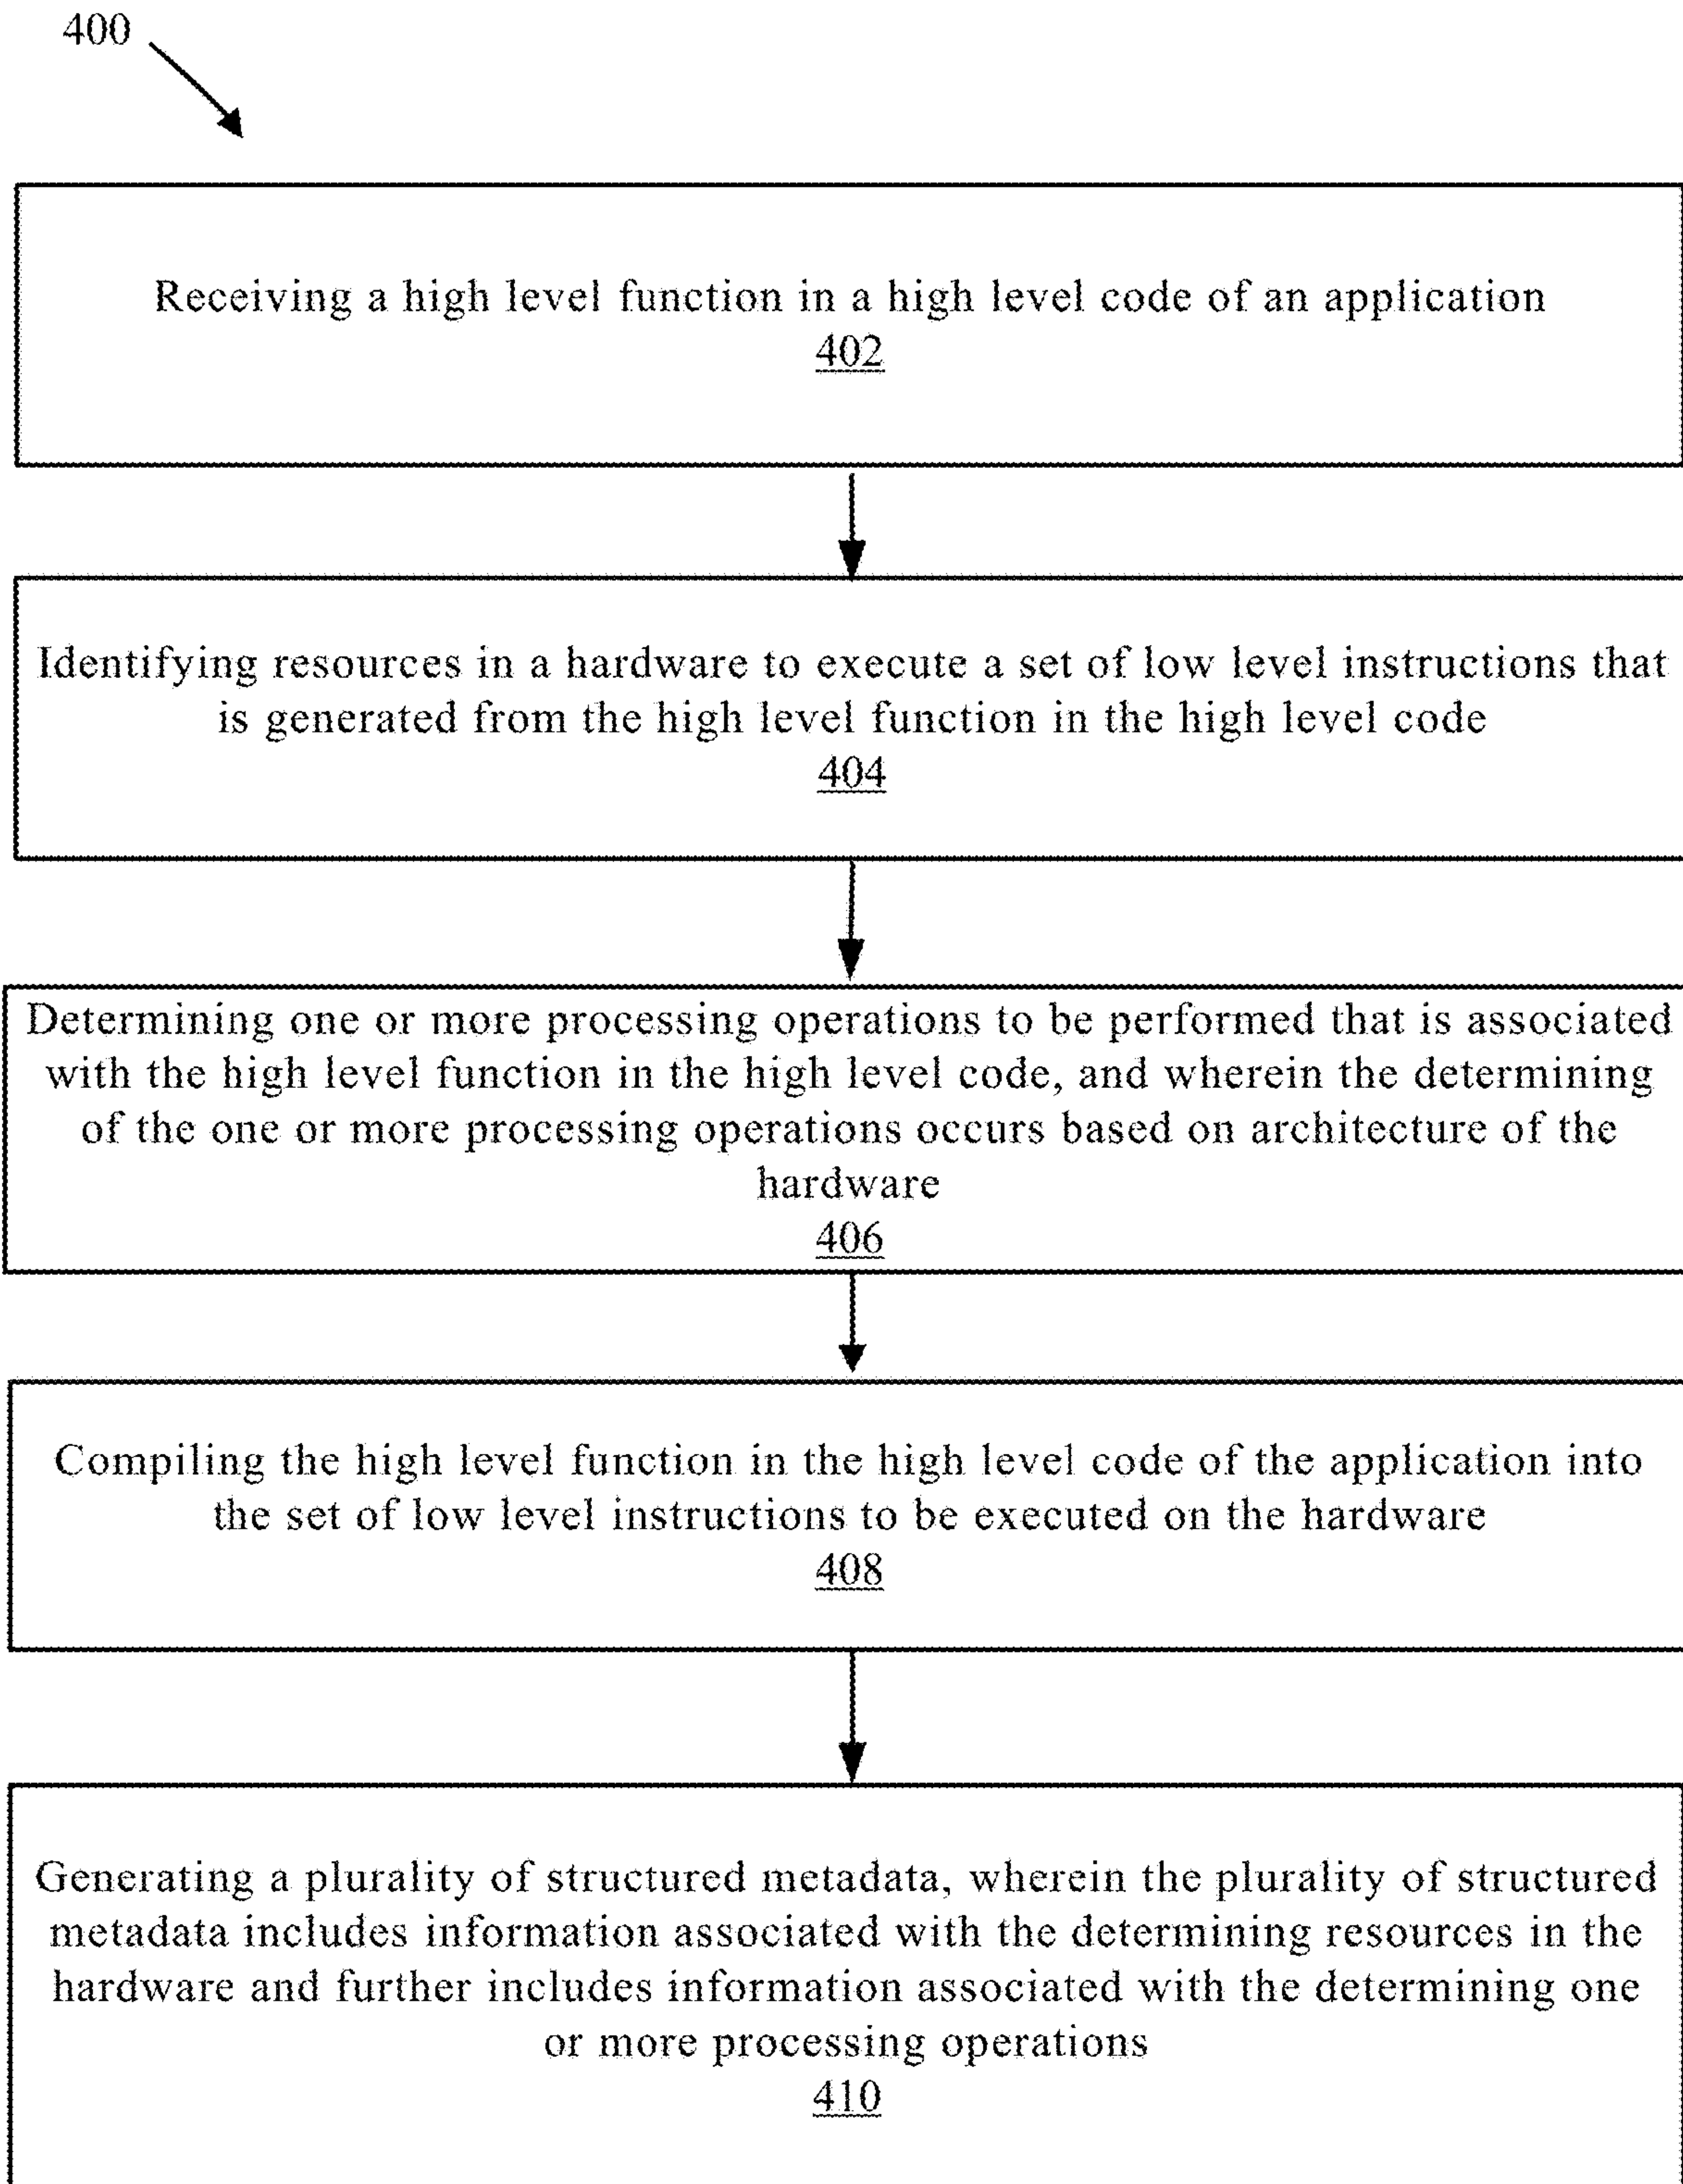 400
Receiving a high level function in a high level code of an application
402
Identifying resources in a hardware to execute a set of low level instructions that
is generated from the high level function in the high level code
404
Determining one or more processing operations to be performed that is associated
with the high level function in the high level code, and wherein the determining
of the one or more processing operations occurs based on architecture of the
hardware
406
Compiling the high level function in the high level code of the application into
the set of low level instructions to be executed on the hardware
408
Generating a plurality of structured metadata, wherein the plurality of structured
metadata includes information associated with the determining resources in the
hardware and further includes information associated with the determining one
or more processing operations
410